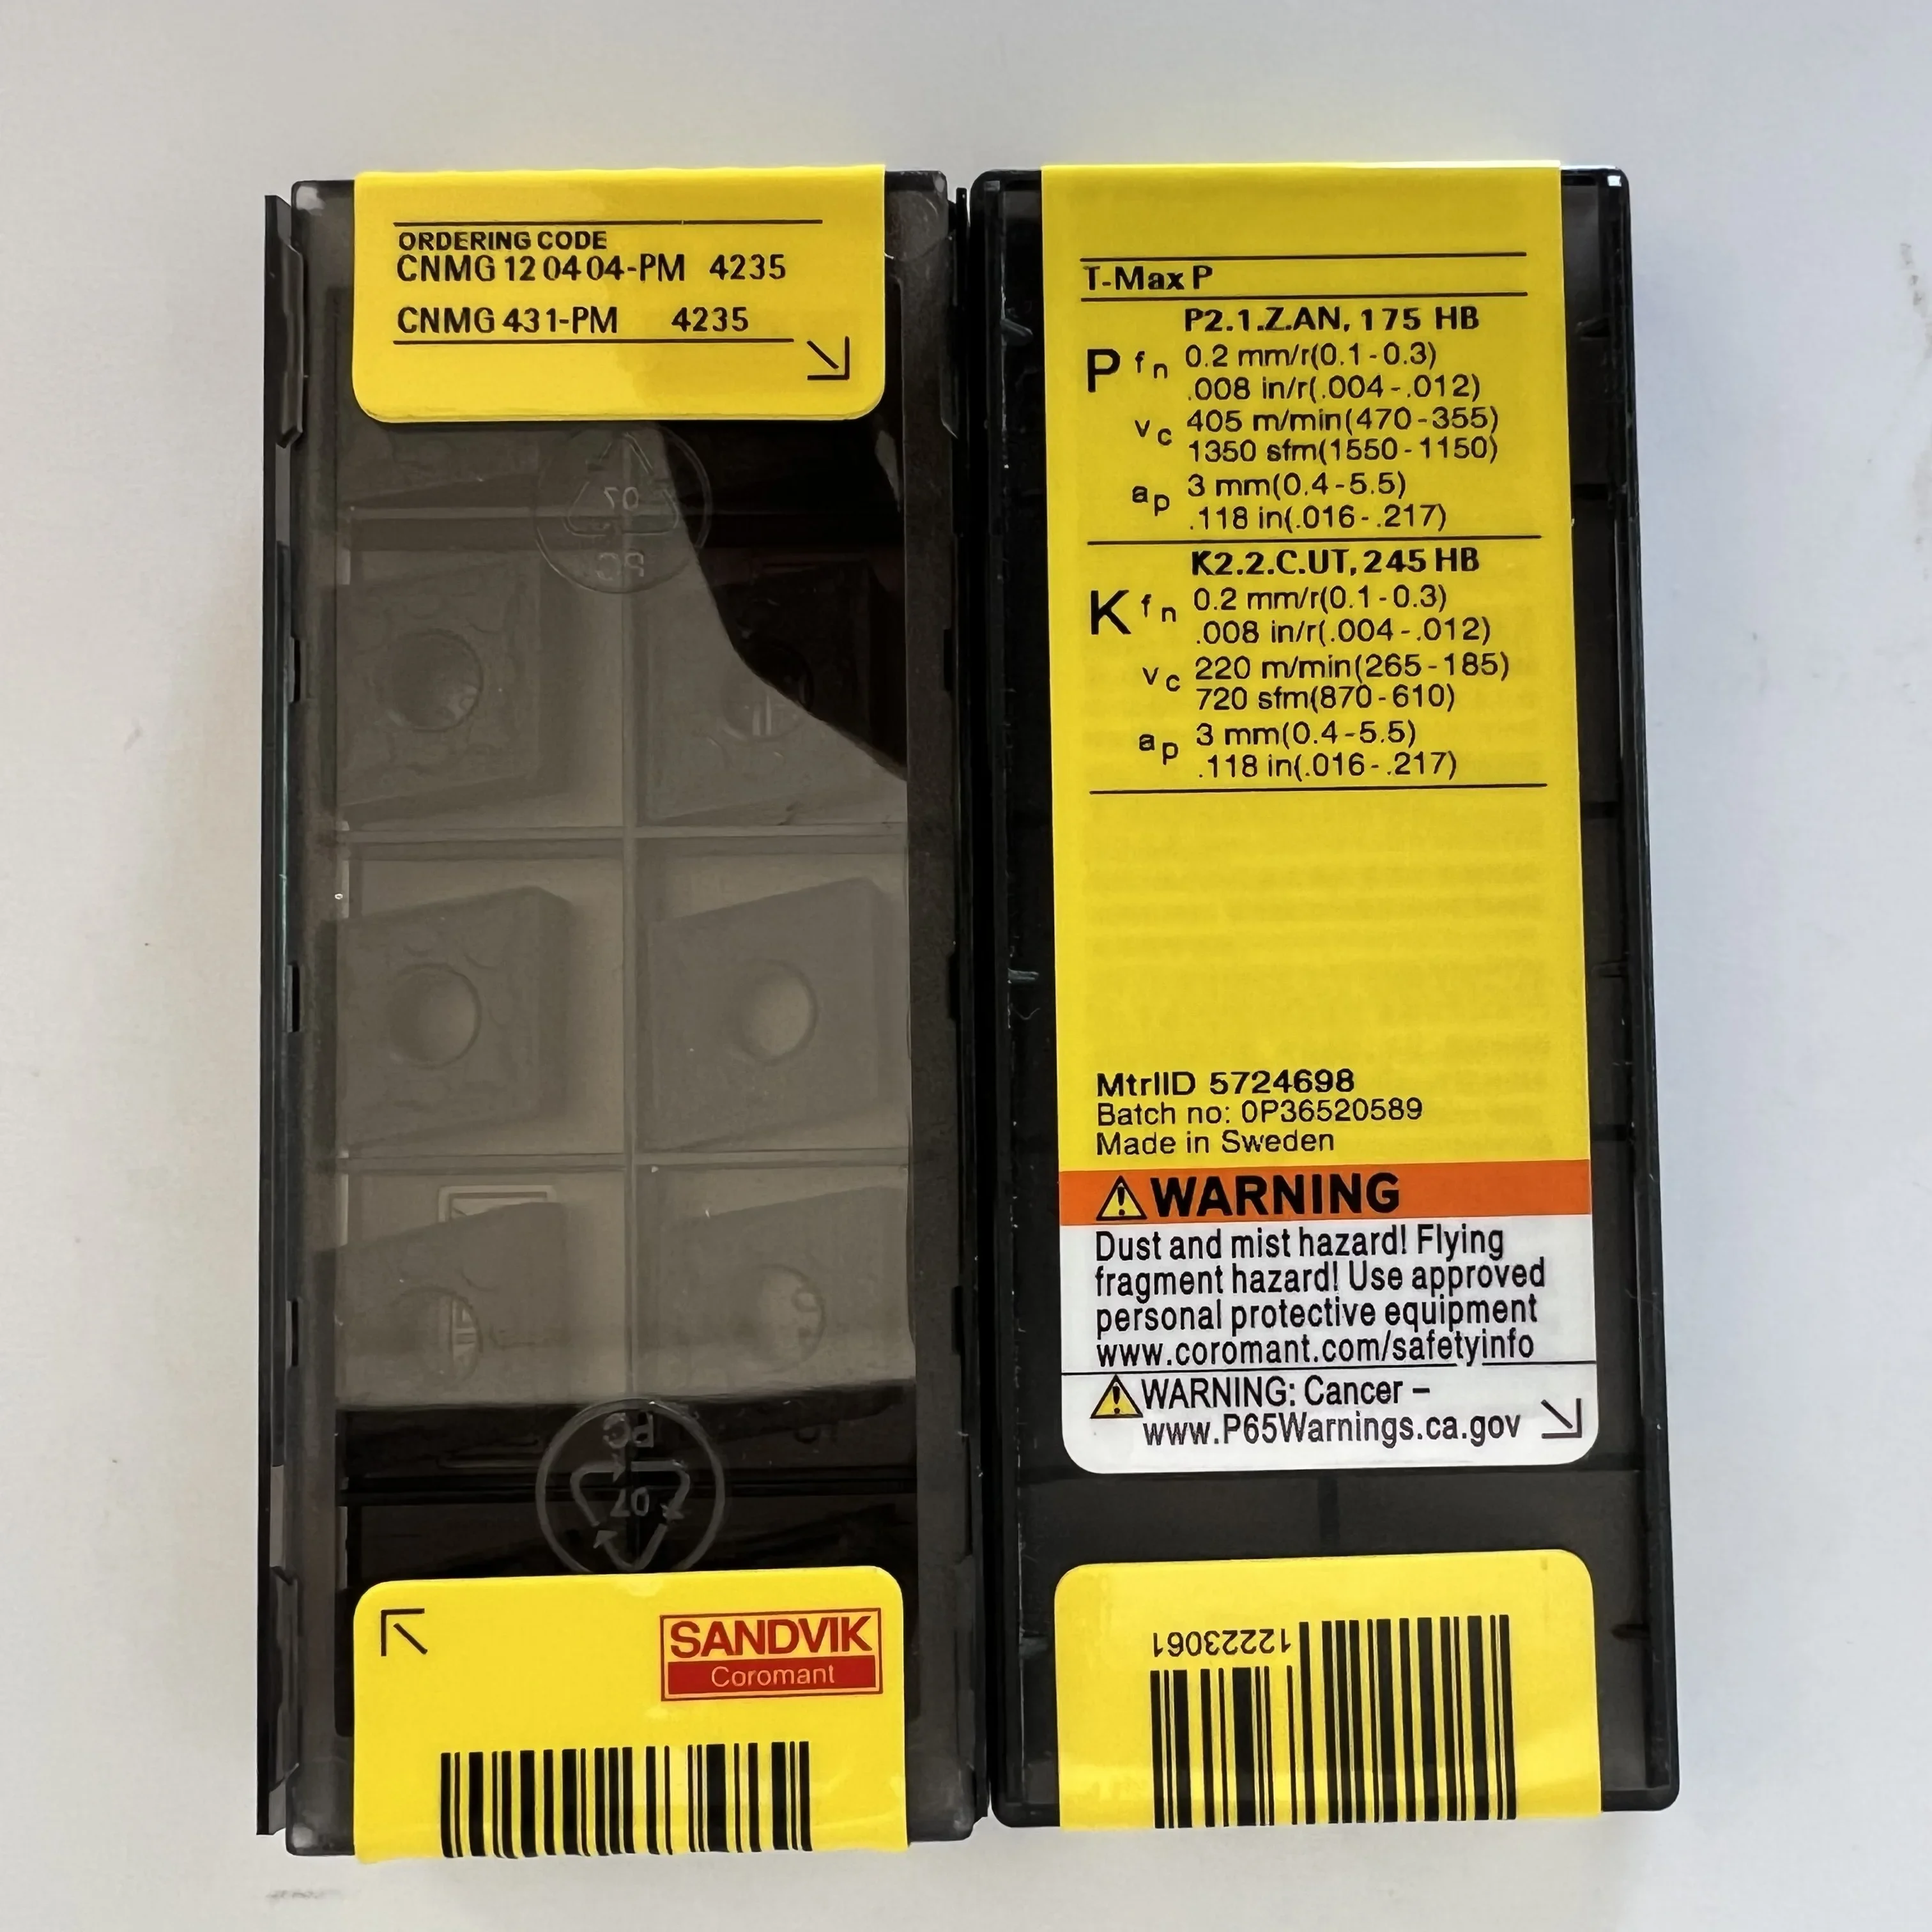 ORDERING CODE
CNMG 12 04 04-PM 4235
CNMG 431-PM 4235
07
PC
PC
07
SANDVIK
Coromant
T-Max P
P2.1.Z.AN, 175 HB
P fn 0.2 mm/r(0.1-0.3)
.008 in/r(.004-.012)
vc 405 m/min(470-355)
1350 sfm(1550-1150)
ap 3 mm(0.4-5.5)
.118 in(.016-.217)
K2.2.C.UT, 245 HB
K fn 0.2 mm/r(0.1-0.3)
.008 in/r(.004-.012)
vc 220 m/min(265-185)
720 sfm(870-610)
ap 3 mm(0.4-5.5)
.118 in(.016-.217)
MtrlID 5724698
Batch no: 0P36520589
Made in Sweden
WARNING
Dust and mist hazard! Flying
fragment hazard! Use approved
personal protective equipment
www.coromant.com/safetyinfo
WARNING: Cancer –
www.P65Warnings.ca.gov
12223061